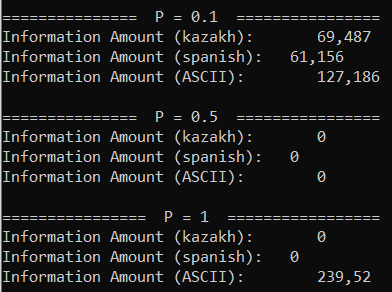 ===============  P = 0.1  ================
Information Amount (kazakh):       69,487
Information Amount (spanish):   61,156
Information Amount (ASCII):        127,186
===============  P = 0.5  ================
Information Amount (kazakh):       0
Information Amount (spanish):   0
Information Amount (ASCII):        0
================  P = 1  =================
Information Amount (kazakh):       0
Information Amount (spanish):   0
Information Amount (ASCII):        239,52